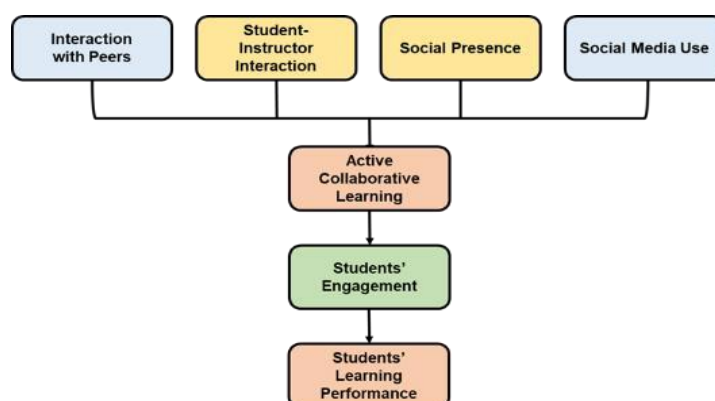 Interaction
with Peers
Student-
Instructor
Interaction
Social Presence
Social Media Use
Active
Collaborative
Learning
Students’
Engagement
Students’
Learning
Performance